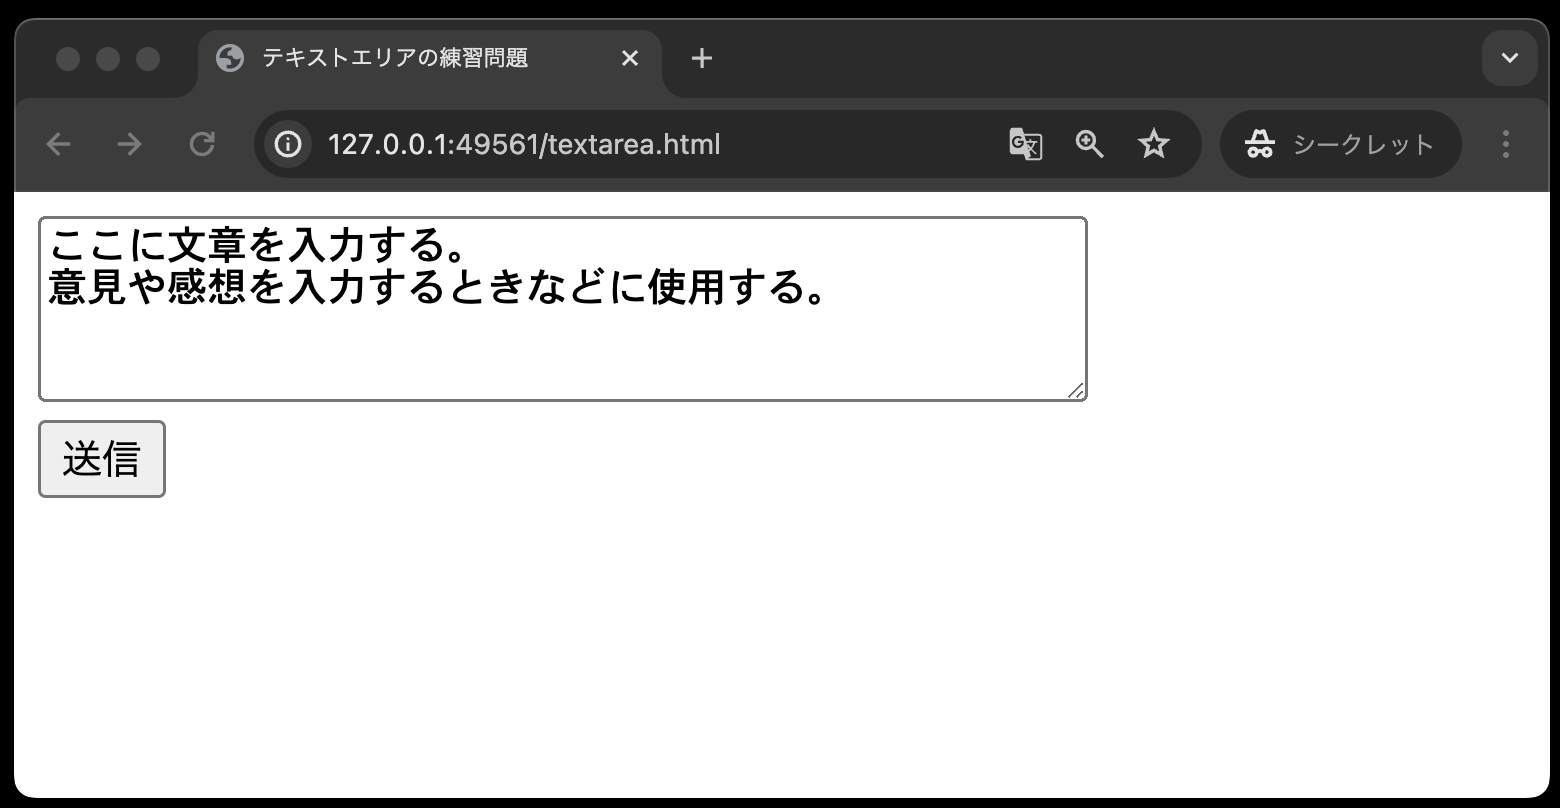 テキストエリアの練習問題
127.0.0.1:49561/textarea.html
シークレット
ここに文章を入力する。
意見や感想を入力するときなどに使用する。
送信